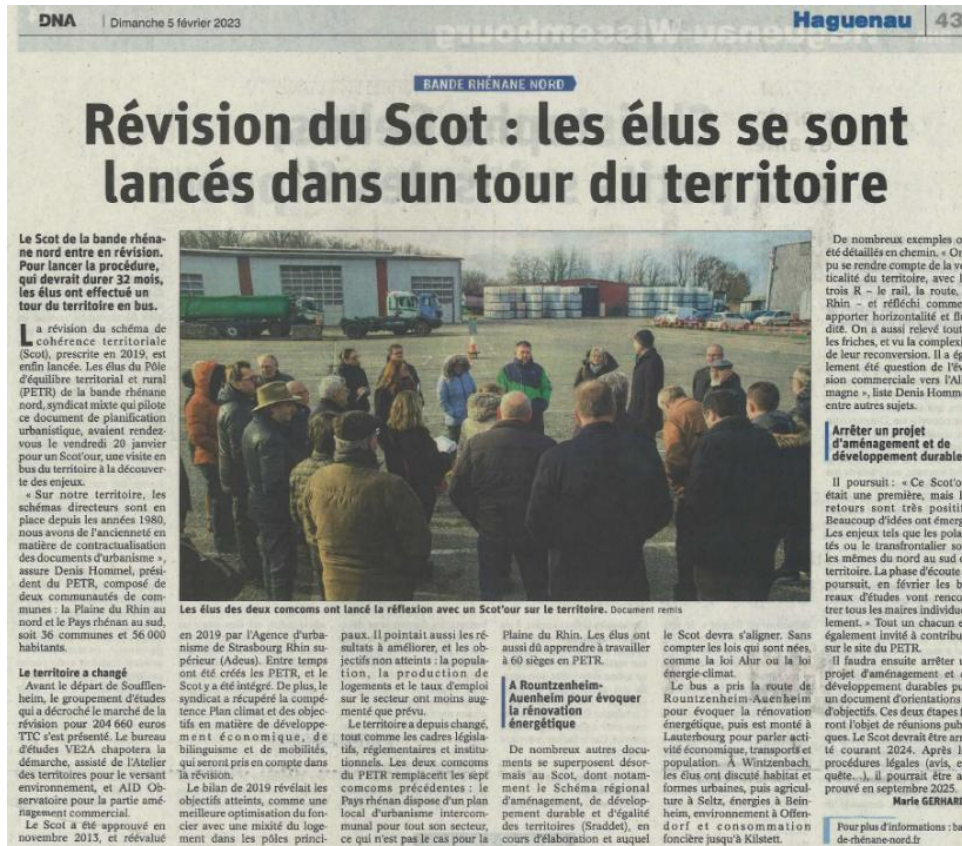 DNA
Dimanche 5 février 2023
Haguenau
43
BANDE RHÉNANE NORD
Révision du Scot : les élus se sont
lancés dans un tour du territoire
Le Scot de la bande rhéna-
ne nord entre en révision.
Pour lancer la procédure,
qui devrait durer 32 mois,
les élus ont effectué un
tour du territoire en bus.
La révision du schéma de
cohérence territoriale
(Scot), prescrite en 2019, est
enfin lancée. Les élus du Pôle
d'équilibre territorial et rural
(PETR) de la bande rhénane
nord, syndicat mixte qui pilote
ce document de planification
urbanistique, avaient rendez-
vous le vendredi 20 janvier
pour un Scot'our, une visite en
bus du territoire à la découver-
te des enjeux.
« Sur notre territoire, les
schémas directeurs sont en
place depuis les années 1980,
nous avons de l'ancienneté en
matière de contractualisation
des documents d'urbanisme »,
assure Denis Hommel, prési-
dent du PETR, composé de
deux communautés de com-
munes : la Plaine du Rhin au
nord et le Pays rhénan au sud,
soit 36 communes et 56 000
habitants.
Le territoire a changé
Avant le départ de Soufflen-
heim, le groupement d'études
qui a décroché le marché de la
révision pour 204 660 euros
TTC s'est présenté. Le bureau
d'études VE2A chapotera la
démarche, assisté de l'Atelier
des territoires pour le versant
environnement, et AID Ob-
servatoire pour la partie amé-
nagement commercial.
Le Scot a été approuvé en
novembre 2013, et réévalué
Les élus des deux comcoms ont lancé la réflexion avec un Scot'our sur le territoire. Document remis
en 2019 par l'Agence d'urba-
nisme de Strasbourg Rhin su-
périeur (Adeus). Entre temps
ont été créés les PETR, et le
Scot y a été intégré. De plus, le
syndicat a récupéré la compé-
tence Plan climat et des objec-
tifs en matière de développe-
ment économique, de
bilinguisme et de mobilités,
qui seront pris en compte dans
la révision.
Le bilan de 2019 révélait les
objectifs atteints, comme une
meilleure optimisation du fon-
cier avec une mixité du loge-
ment dans les pôles princi-
paux. Il pointait aussi les ré-
sultats à améliorer, et les ob-
jectifs non atteints : la popula-
tion, la production de
logements et le taux d'emploi
sur le secteur ont moins aug-
menté que prévu.
Le territoire a depuis changé,
tout comme les cadres législa-
tifs, réglementaires et institu-
tionnels. Les deux comcoms
du PETR remplacent les sept
comcoms précédentes : le
Pays rhénan dispose d'un plan
local d'urbanisme intercom-
munal pour tout son secteur,
ce qui n'est pas le cas pour la
Plaine du Rhin. Les élus ont
aussi dû apprendre à travailler
à 60 sièges en PETR.
A Rountzenheim-
Auenheim pour évoquer
la rénovation
énergétique
De nombreux autres docu-
ments se superposent désor-
mais au Scot, dont notam-
ment le Schéma régional
d'aménagement, de dévelop-
pement durable et d'égalité
des territoires (Sraddet), en
cours d'élaboration et auquel
le Scot devra s'aligner. Sans
compter les lois qui sont nées,
comme la loi Alur ou la loi
énergie-climat.
Le bus a pris la route de
Rountzenheim-Auenheim
pour évoquer la rénovation
énergétique, puis est monté à
Lauterbourg pour parler acti-
vité économique, transports et
population. À Wintzenbach,
les élus ont discuté habitat et
formes urbaines, puis agricul-
ture à Seltz, énergies à Bein-
heim, environnement à Offen-
dorf et consommation
foncière jusqu'à Kilstett.
De nombreux exemples o
été détaillés en chemin. « On
pu se rendre compte de la ve
ticalité du territoire, avec l
trois R – le rail, la route,
Rhin – et réfléchi comme
apporter horizontalité et flu
dité. On a aussi relevé tout
les friches, et vu la complexi
de leur reconversion. Il a ég
lement été question de l'év
sion commerciale vers l'All
magne », liste Denis Homme
entre autres sujets.
Arrêter un projet
d'aménagement et de
développement durable
Il poursuit : « Ce Scot'o
était une première, mais l
retours sont très positif
Beaucoup d'idées ont émerg
Les enjeux tels que les pola
tés ou le transfrontalier so
les mêmes du nord au sud d
territoire. La phase d'écoute
poursuit, en février les b
reaux d'études vont renco
trer tous les maires individue
lement. » Tout un chacun e
également invité à contribu
sur le site du PETR.
Il faudra ensuite arrêter u
projet d'aménagement et d
développement durables pu
un document d'orientations
d'objectifs. Ces deux étapes f
ront l'objet de réunions publ
ques. Le Scot devrait être arr
té courant 2024. Après l
procédures légales (avis, e
quête...), il pourrait être a
prouvé en septembre 2025.
Marie GERHARD
Pour plus d'informations : ba
de-rhénane-nord.fr